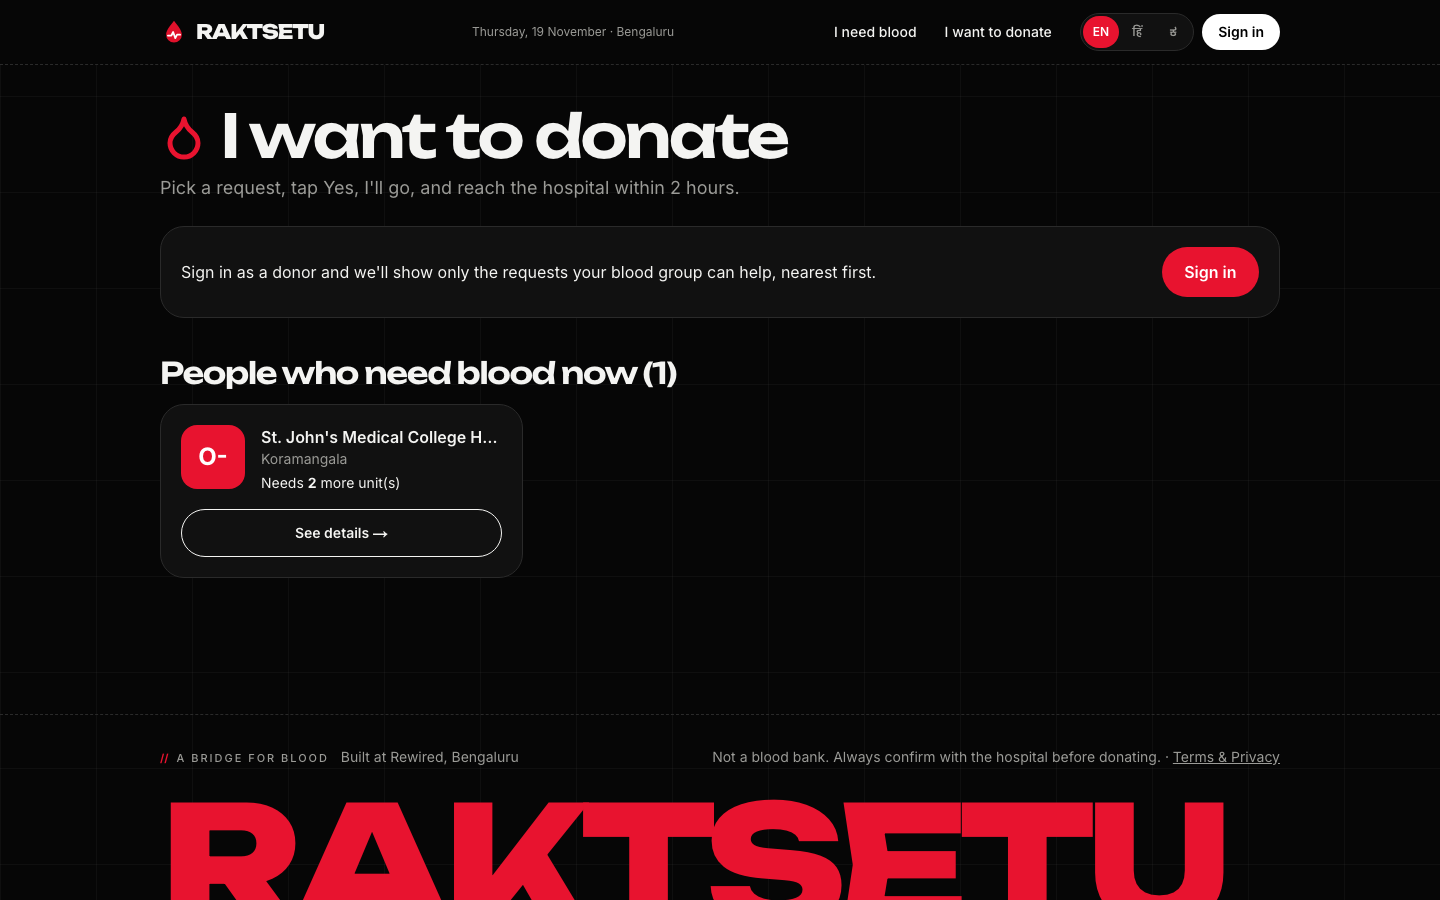 RAKTSETU
Thursday, 19 November · Bengaluru
I need blood
I want to donate
EN
हिं
ಕ
Sign in
I want to donate
Pick a request, tap Yes, I'll go, and reach the hospital within 2 hours.
Sign in as a donor and we'll show only the requests your blood group can help, nearest first.
Sign in
People who need blood now (1)
O-
St. John's Medical College H...
Koramangala
Needs 2 more unit(s)
See details →
// A BRIDGE FOR BLOOD Built at Rewired, Bengaluru
Not a blood bank. Always confirm with the hospital before donating. · Terms & Privacy
RAKTSETU